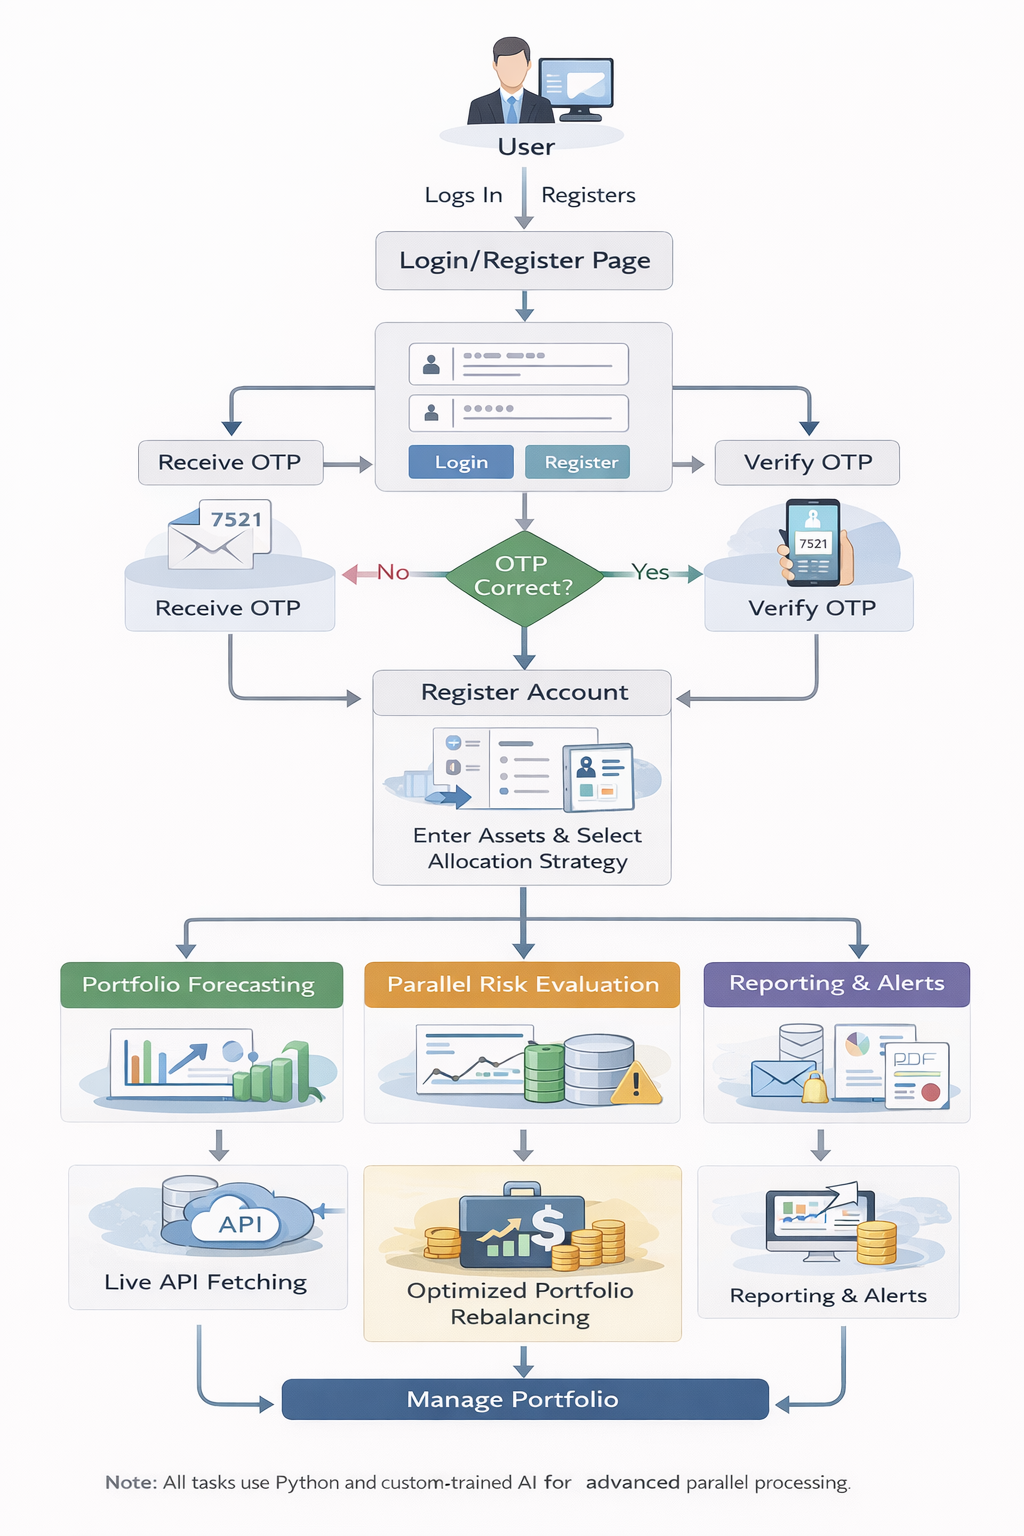 User
Logs In
Registers
Login/Register Page
Receive OTP
Login
Register
Verify OTP
7521
7521
OTP
Correct?
No
Yes
Receive OTP
Verify OTP
Register Account
Enter Assets & Select
Allocation Strategy
Portfolio Forecasting
Parallel Risk Evaluation
Reporting & Alerts
PDF
API
$
Live API Fetching
Optimized Portfolio
Rebalancing
Reporting & Alerts
Manage Portfolio
Note: All tasks use Python and custom-trained AI for advanced parallel processing.